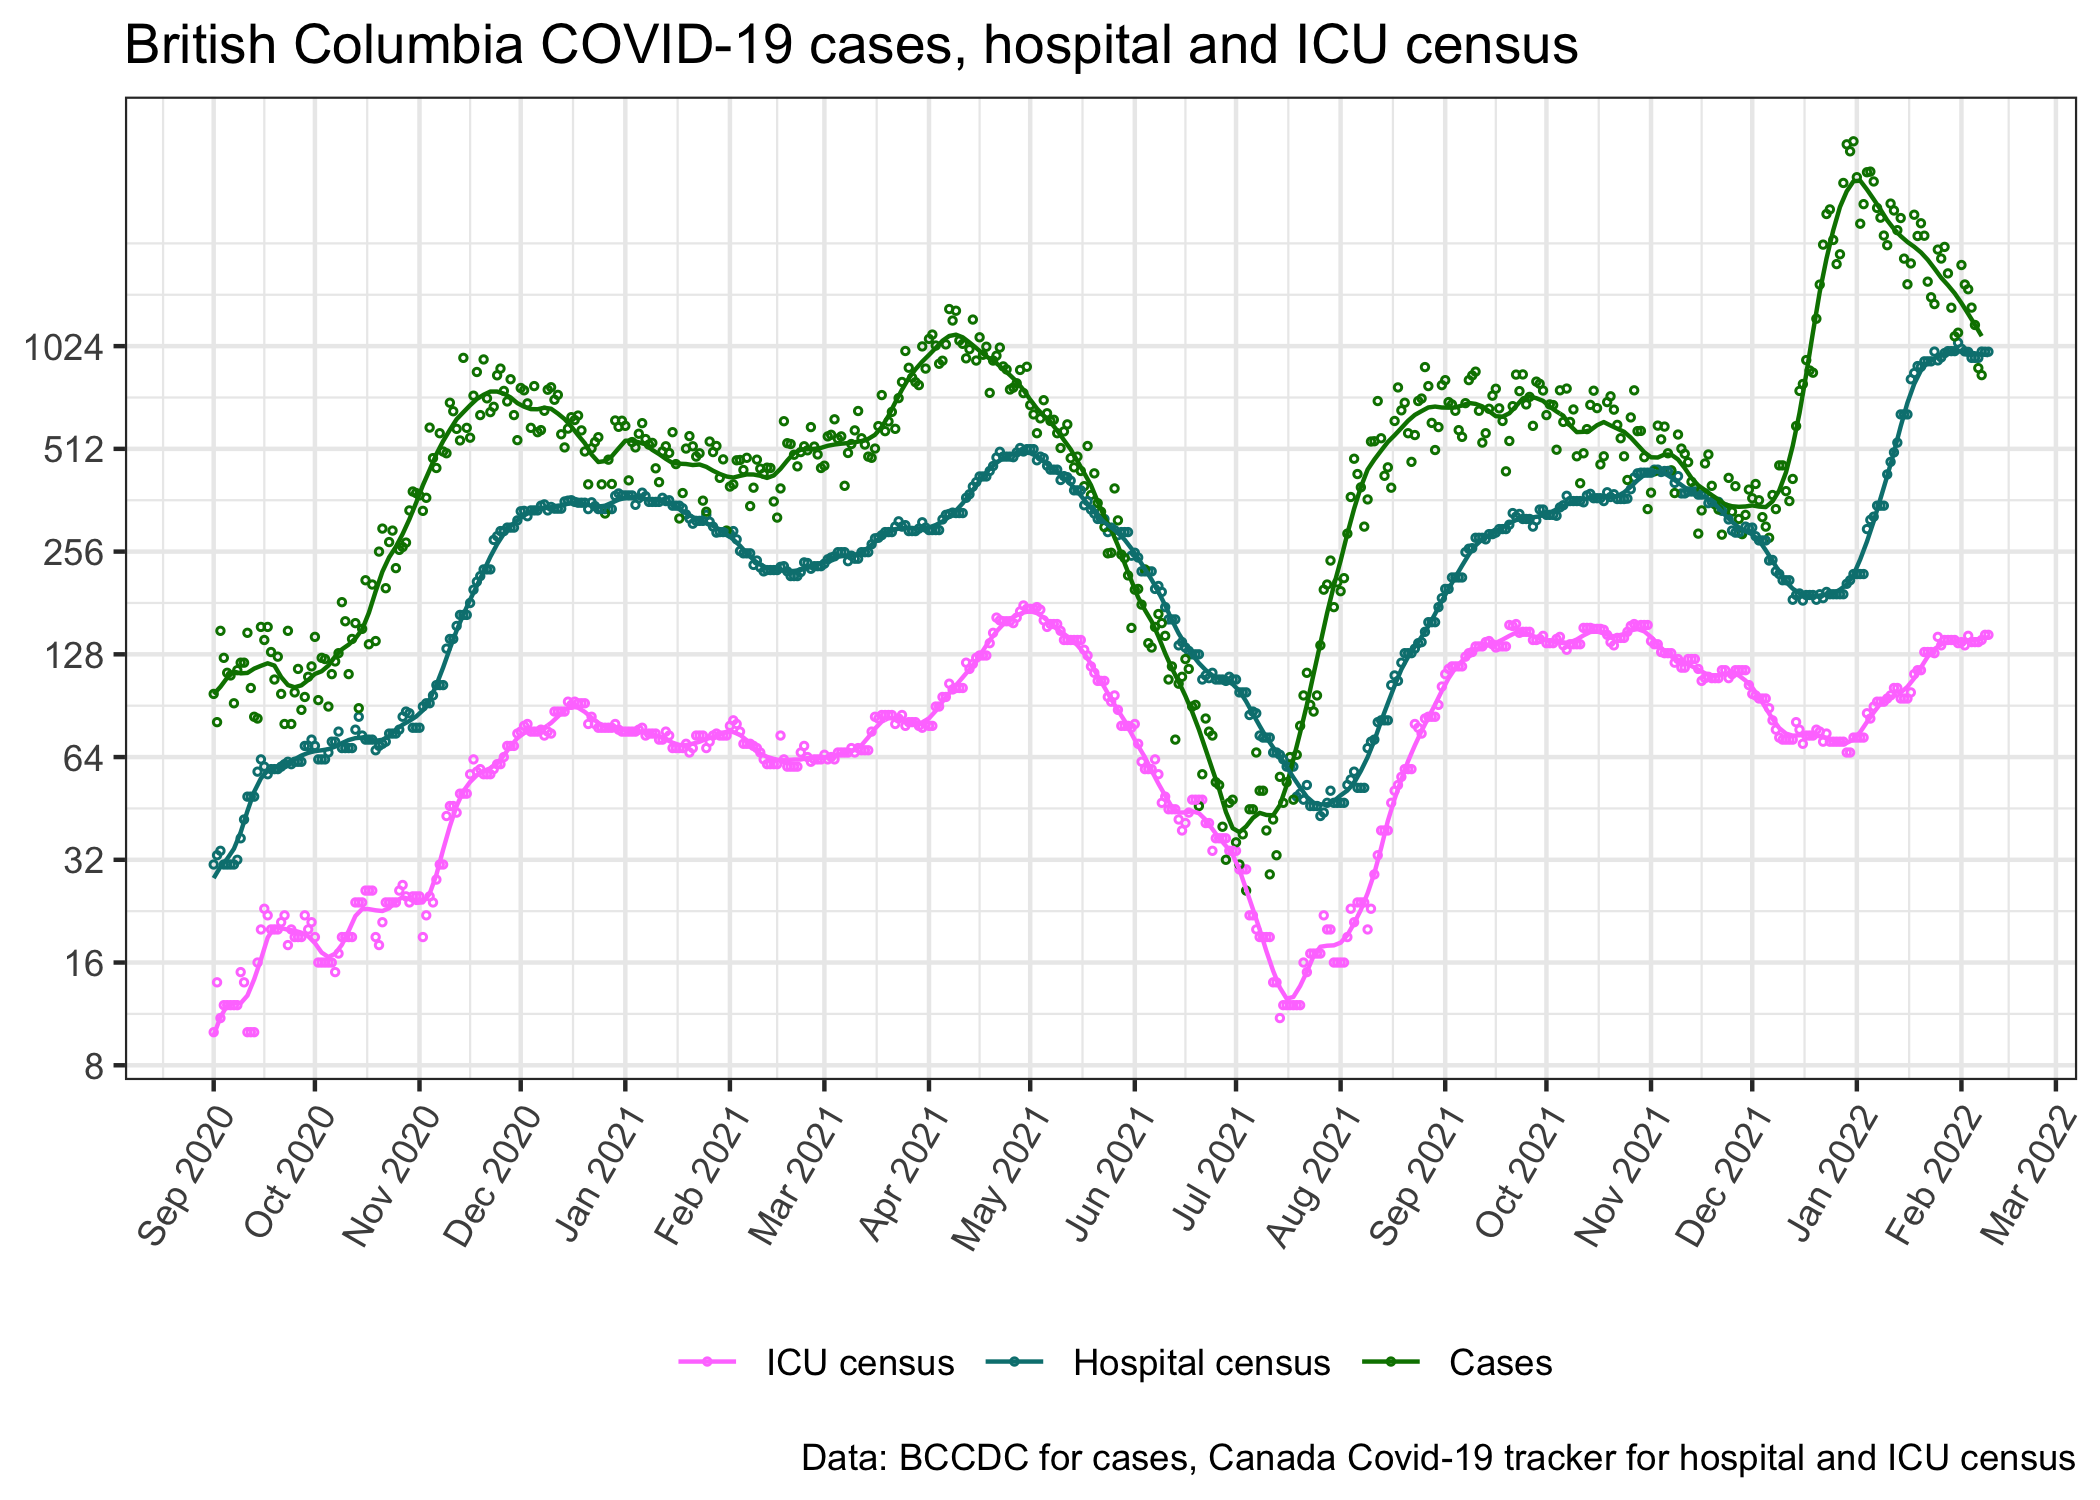 British Columbia COVID-19 cases, hospital and ICU census
1024
512
256
128
64
32
16
8
Sep 2020
Oct 2020
Nov 2020
Dec 2020
Jan 2021
Feb 2021
Mar 2021
Apr 2021
May 2021
Jun 2021
Jul 2021
Aug 2021
Sep 2021
Oct 2021
Nov 2021
Dec 2021
Jan 2022
Feb 2022
Mar 2022
ICU census Hospital census Cases
Data: BCCDC for cases, Canada Covid-19 tracker for hospital and ICU census